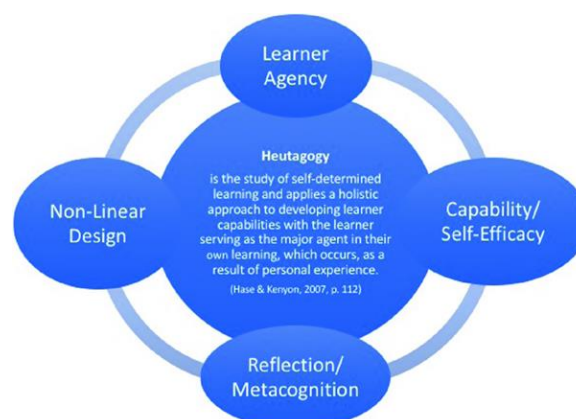 Learner
Agency
Heutagogy
is the study of self-determined
learning and applies a holistic
approach to developing learner
capabilities with the learner
serving as the major agent in their
own learning, which occurs, as a
result of personal experience.
(Hase & Kenyon, 2007, p. 112)
Non-Linear
Design
Capability/
Self-Efficacy
Reflection/
Metacognition